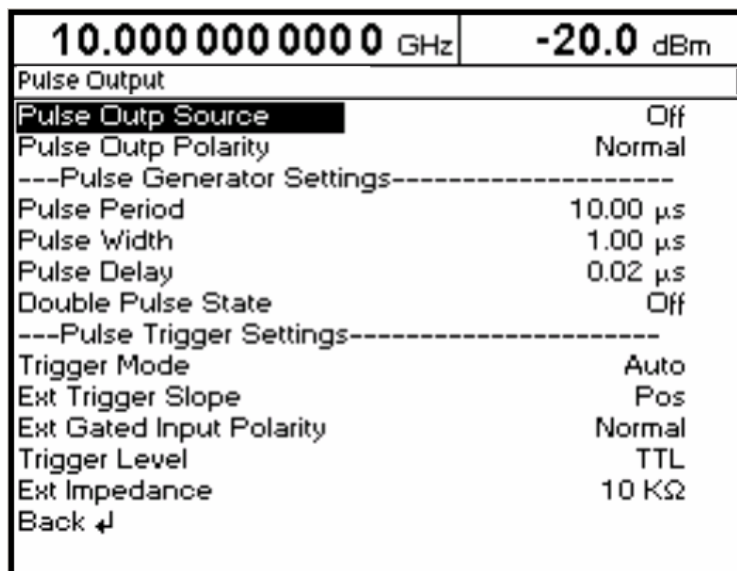 10.000 000 000 0 GHz -20.0 dBm
Pulse Output
Pulse Outp Source Off
Pulse Outp Polarity Normal
---Pulse Generator Settings---------------------
Pulse Period 10.00 µs
Pulse Width 1.00 µs
Pulse Delay 0.02 µs
Double Pulse State Off
---Pulse Trigger Settings-----------------------
Trigger Mode Auto
Ext Trigger Slope Pos
Ext Gated Input Polarity Normal
Trigger Level TTL
Ext Impedance 10 KΩ
Back ↲